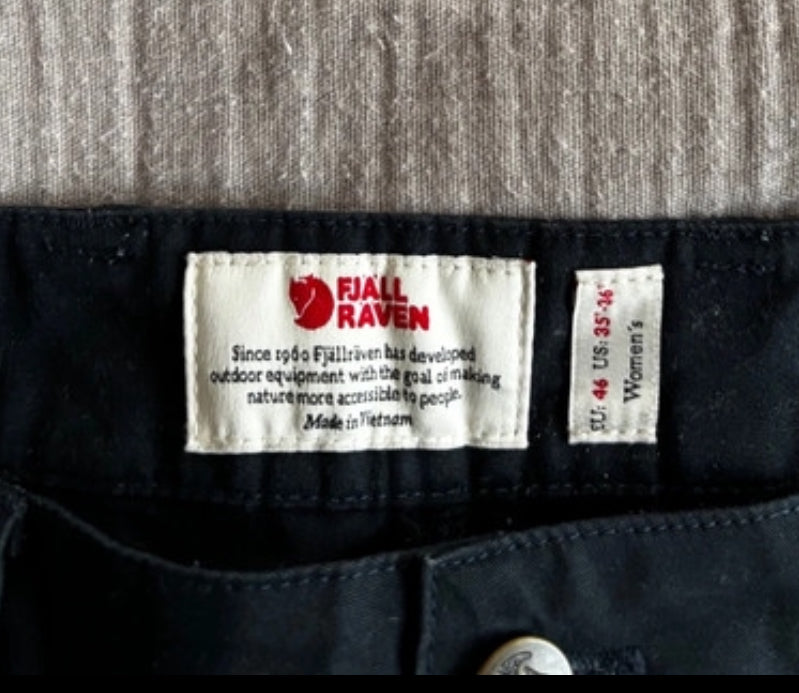 FJÄLL
RÄVEN
Since 1960 Fjällräven has developed
outdoor equipment with the goal of making
nature more accessible to people.
Made in Vietnam
EU: 46 US: 35"-36"
Women's